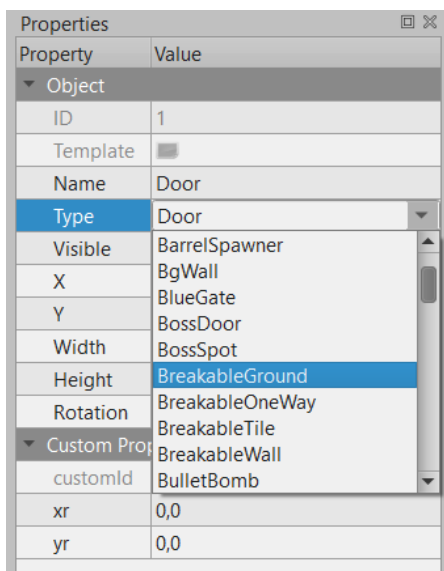 Properties
Property Value
Object
ID 1
Template
Name Door
Type Door
Visible BarrelSpawner
BgWall
X BlueGate
Y BossDoor
Width BossSpot
Height BreakableGround
Rotation BreakableOneWay
BreakableTile
Custom Prop BreakableWall
customId BulletBomb
xr 0,0
yr 0,0